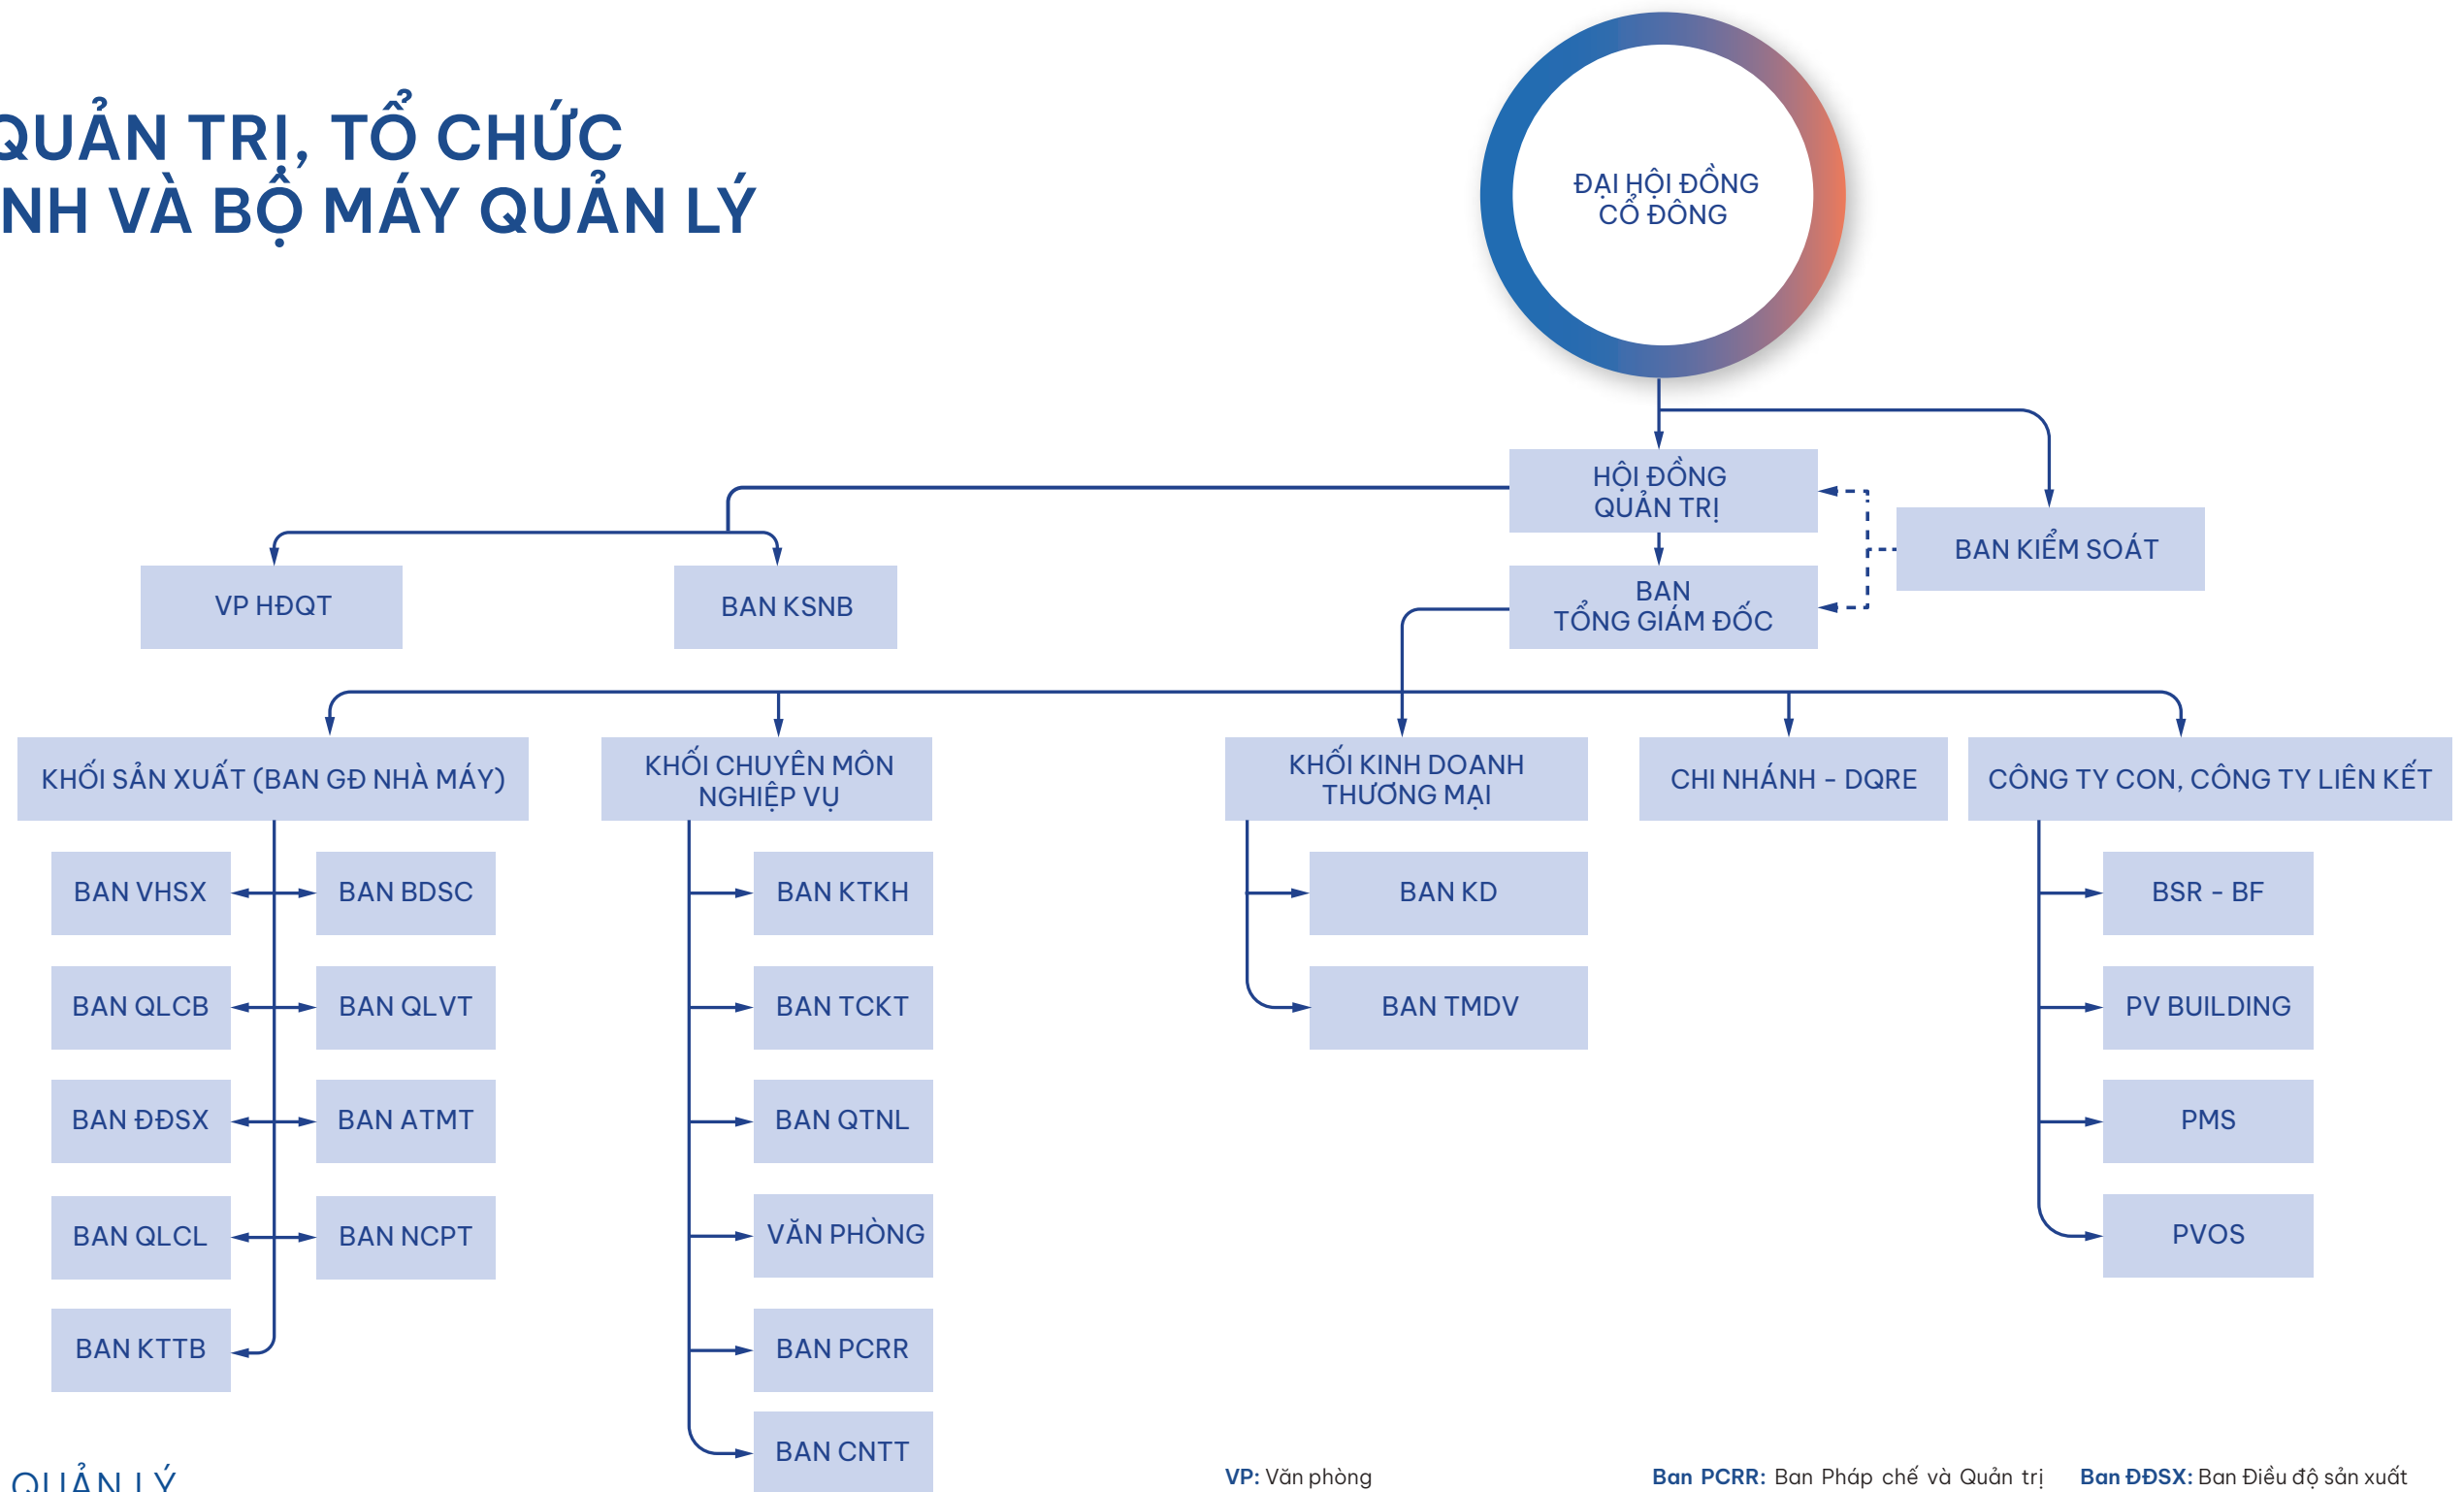 QUẢN TRỊ, TỔ CHỨC
NH VÀ BỘ MÁY QUẢN LÝ
ĐẠI HỘI ĐỒNG
CỔ ĐÔNG
HỘI ĐỒNG
QUẢN TRỊ
BAN KIỂM SOÁT
VP HĐQT
BAN KSNB
BAN
TỔNG GIÁM ĐỐC
KHỐI SẢN XUẤT (BAN GĐ NHÀ MÁY)
KHỐI CHUYÊN MÔN
NGHIỆP VỤ
KHỐI KINH DOANH
THƯƠNG MẠI
CHI NHÁNH - DQRE
CÔNG TY CON, CÔNG TY LIÊN KẾT
BAN VHSX
BAN BDSC
BAN QLCB
BAN QLVT
BAN ĐĐSX
BAN ATMT
BAN QLCL
BAN NCPT
BAN KTTB
BAN KTKH
BAN TCKT
BAN QTNL
VĂN PHÒNG
BAN PCRR
BAN CNTT
BAN KD
BAN TMDV
BSR - BF
PV BUILDING
PMS
PVOS
QUẢN LÝ
VP: Văn phòng
Ban PCRR: Ban Pháp chế và Quản trị
Ban ĐĐSX: Ban Điều độ sản xuất